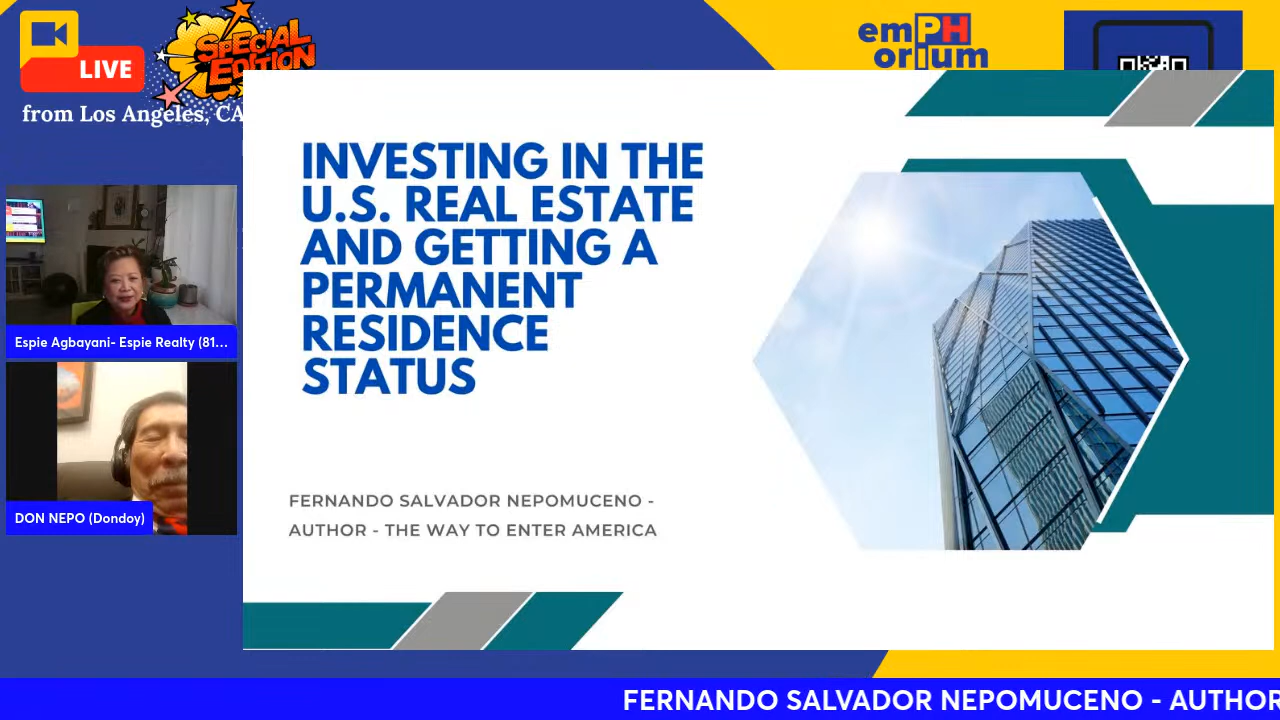 LIVE
SPECIAL
EDITION
from Los Angeles, CA
emPH
orium
INVESTING IN THE
U.S. REAL ESTATE
AND GETTING A
PERMANENT
RESIDENCE
STATUS
FERNANDO SALVADOR NEPOMUCENO -
AUTHOR - THE WAY TO ENTER AMERICA
Espie Agbayani- Espie Realty (81...
DON NEPO (Dondoy)
FERNANDO SALVADOR NEPOMUCENO - AUTHOR